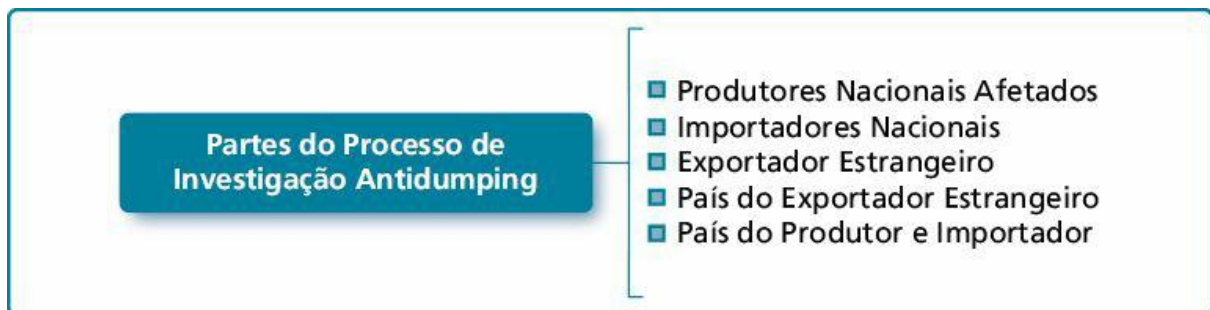 Partes do Processo de
Investigação Antidumping
Produtores Nacionais Afetados
Importadores Nacionais
Exportador Estrangeiro
País do Exportador Estrangeiro
País do Produtor e Importador